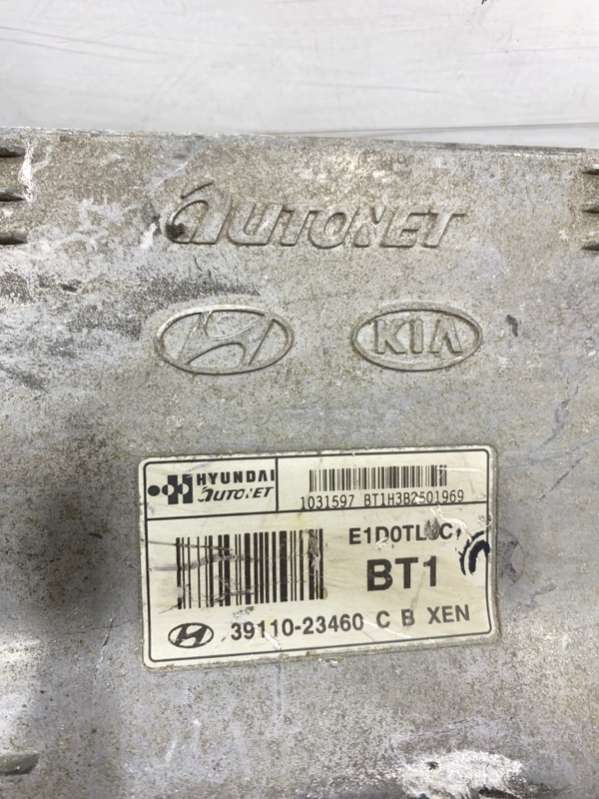 AUTONET
KIA
HYUNDAI
AUTONET
1031597 BT1H3B2501969
BT1
39110-23460 C B XEN